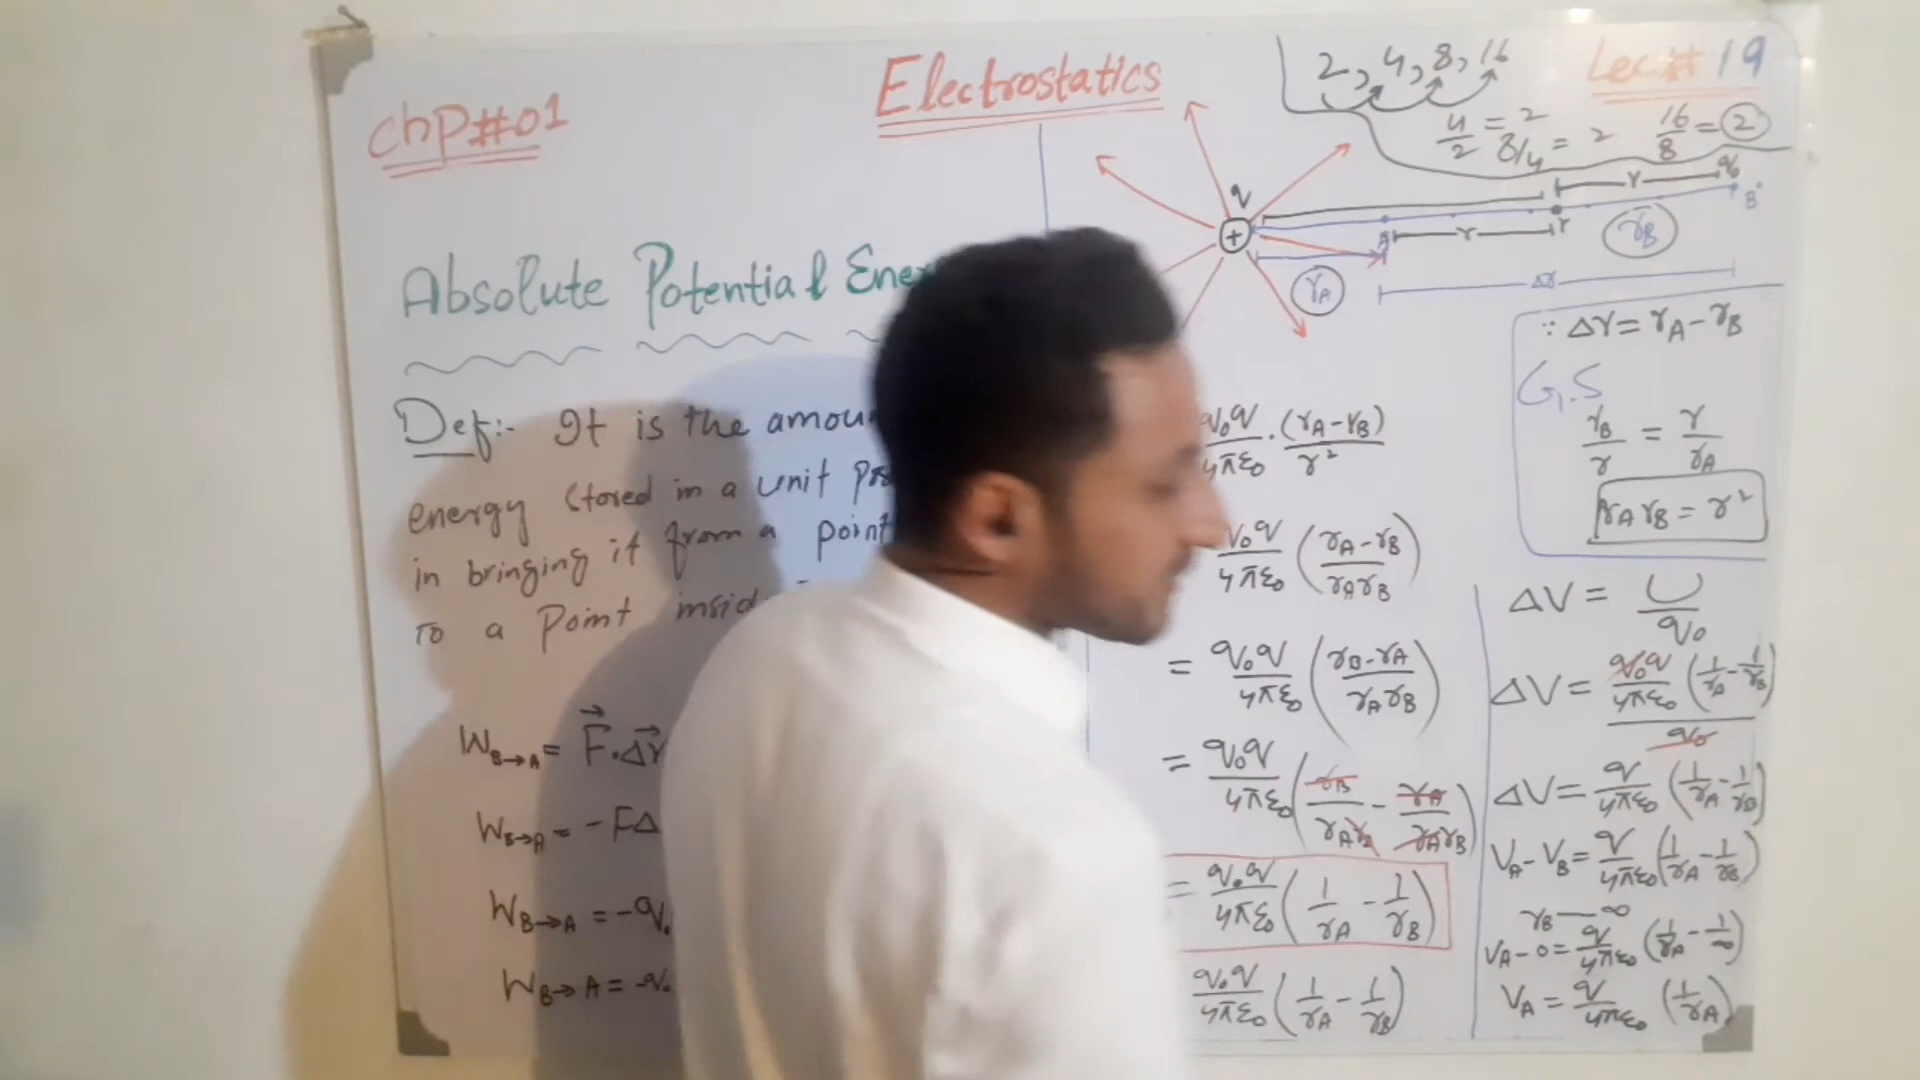 Chp#01
Electrostatics
Lec# 19
2, 4, 8, 16
4/2 = 2 8/4 = 2 16/8 = 2
q
+
A
r
r
r
B
q₀
r_A
r_B
Δr
Absolute Potential Ene
Def:- It is the amou
energy stored in a unit pos
in bringing it from a point
To a Point insid
W_B→A = F⃗.Δr⃗
W_B→A = -FΔ
W_B→A = -q₀
W_B→A = -q₀
q₀q/4πε₀ . (r_A - r_B)/r²
q₀q/4πε₀ (r_A - r_B / r_A r_B)
= q₀q/4πε₀ (r_B - r_A / r_A r_B)
= q₀q/4πε₀ (r_B/r_A r_B - r_A/r_A r_B)
= q₀q/4πε₀ (1/r_A - 1/r_B)
q₀q/4πε₀ (1/r_A - 1/r_B)
∵ Δr = r_A - r_B
G.S
r_B/r = r/r_A
r_A r_B = r²
ΔV = U/q₀
ΔV = q₀q/4πε₀ (1/r_A - 1/r_B) / q₀
ΔV = q/4πε₀ (1/r_A - 1/r_B)
V_A - V_B = q/4πε₀ (1/r_A - 1/r_B)
r_B — ∞
V_A - 0 = q/4πε₀ (1/r_A - 1/∞)
V_A = q/4πε₀ (1/r_A)